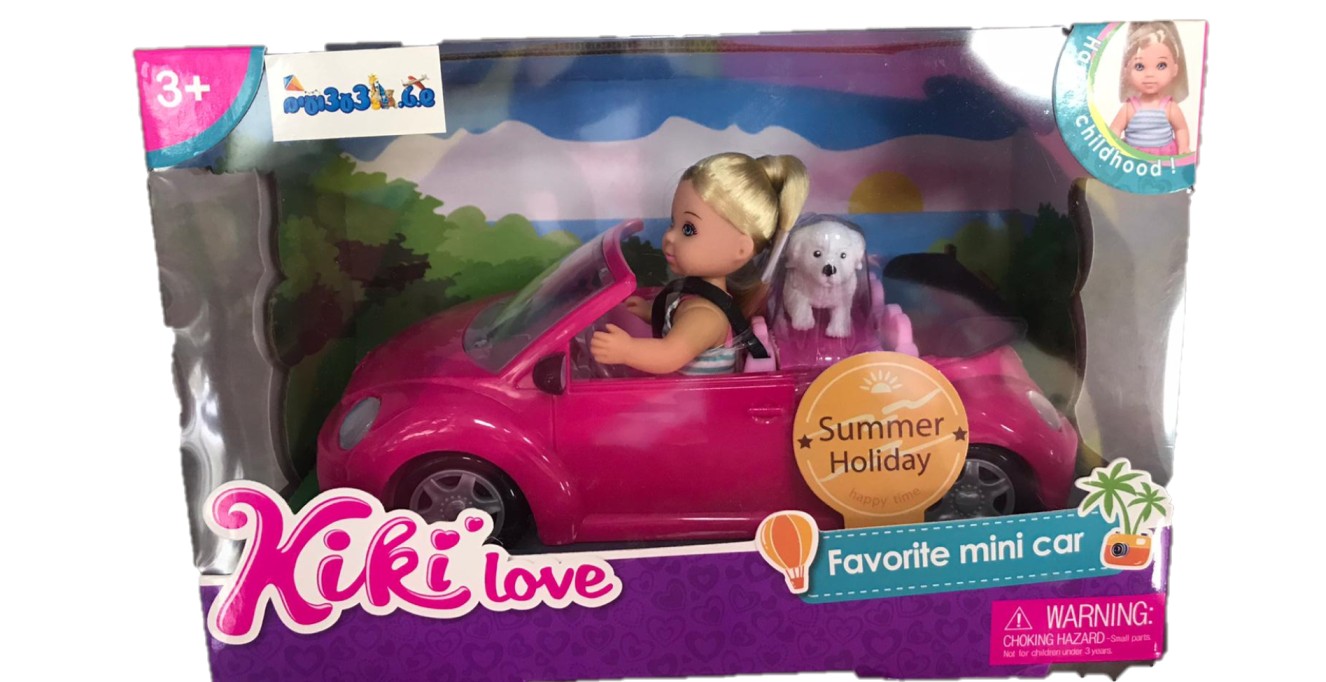 3+
צעצועים
childhood !
Summer
Holiday
happy time
Kiki love
Favorite mini car
WARNING:
CHOKING HAZARD-Small parts.
Not for children under 3 years.